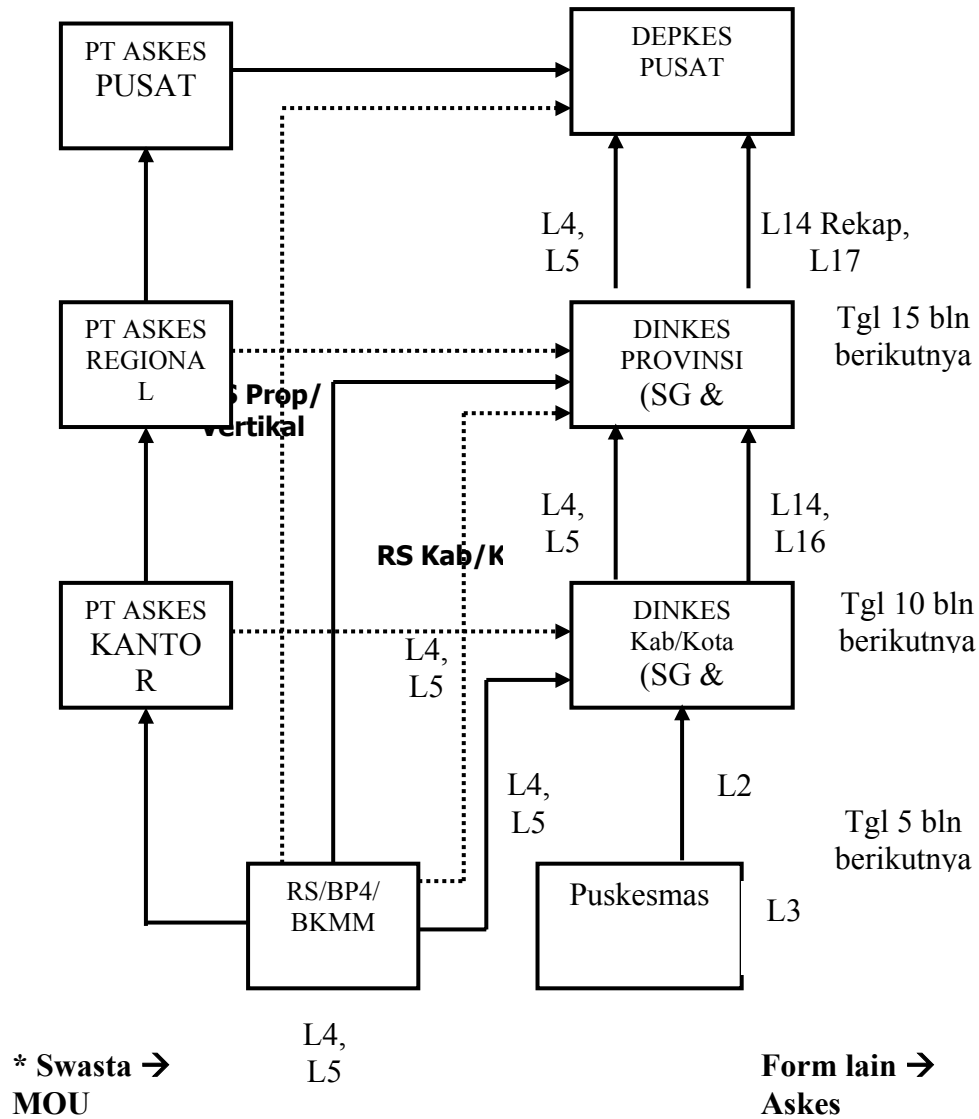 PT ASKES
PUSAT
DEPKES
PUSAT
L4,
L5
L14 Rekap,
L17
PT ASKES
REGIONA
L
DINKES
PROVINSI
(SG &
Tgl 15 bln
berikutnya
Prop/
Vertikal
L4,
L5
L14,
L16
RS Kab/K
PT ASKES
KANTO
R
DINKES
Kab/Kota
(SG &
Tgl 10 bln
berikutnya
L4,
L5
L4,
L5
L2
Tgl 5 bln
berikutnya
RS/BP4/
BKMM
Puskesmas
L3
L4,
L5
* Swasta →
MOU
Form lain →
Askes